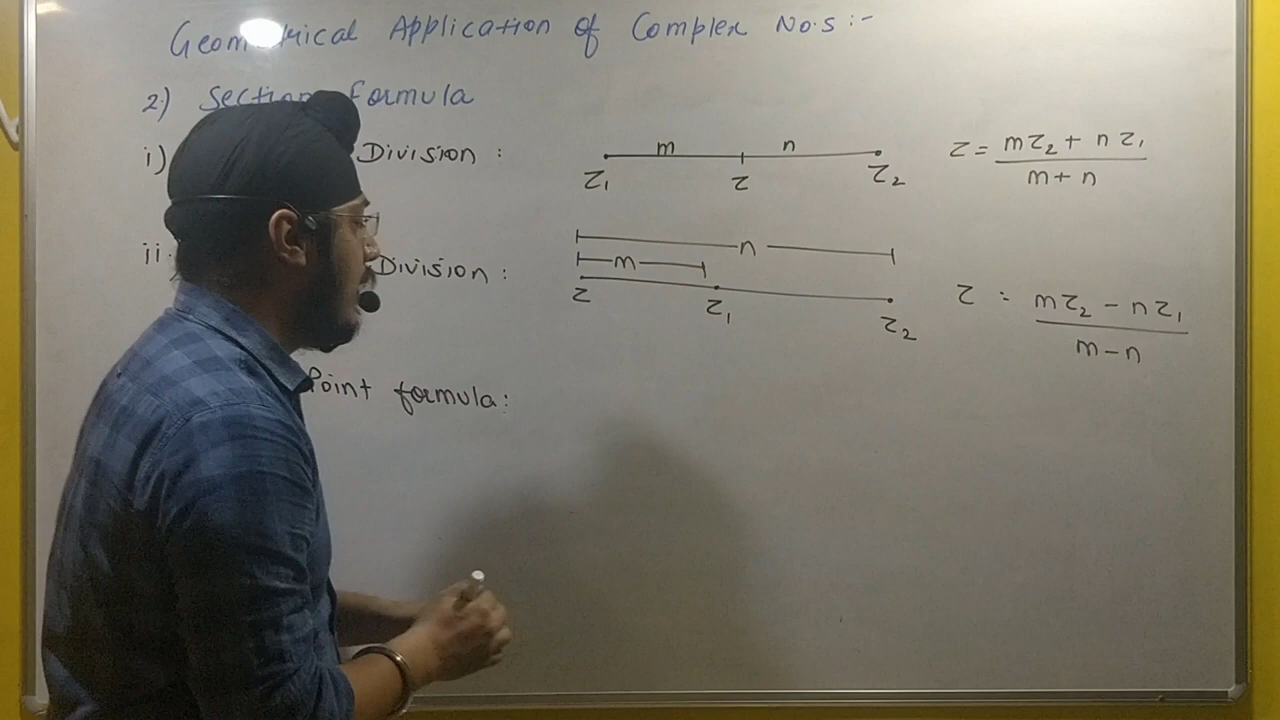 Geometrical Application of Complex No.s :-
2) Section Formula
i) Division :
m n
z₁ z z₂
z = mz₂ + nz₁ / m + n
ii. Division :
n
m
z z₁ z₂
z : mz₂ - nz₁ / m - n
Point formula: